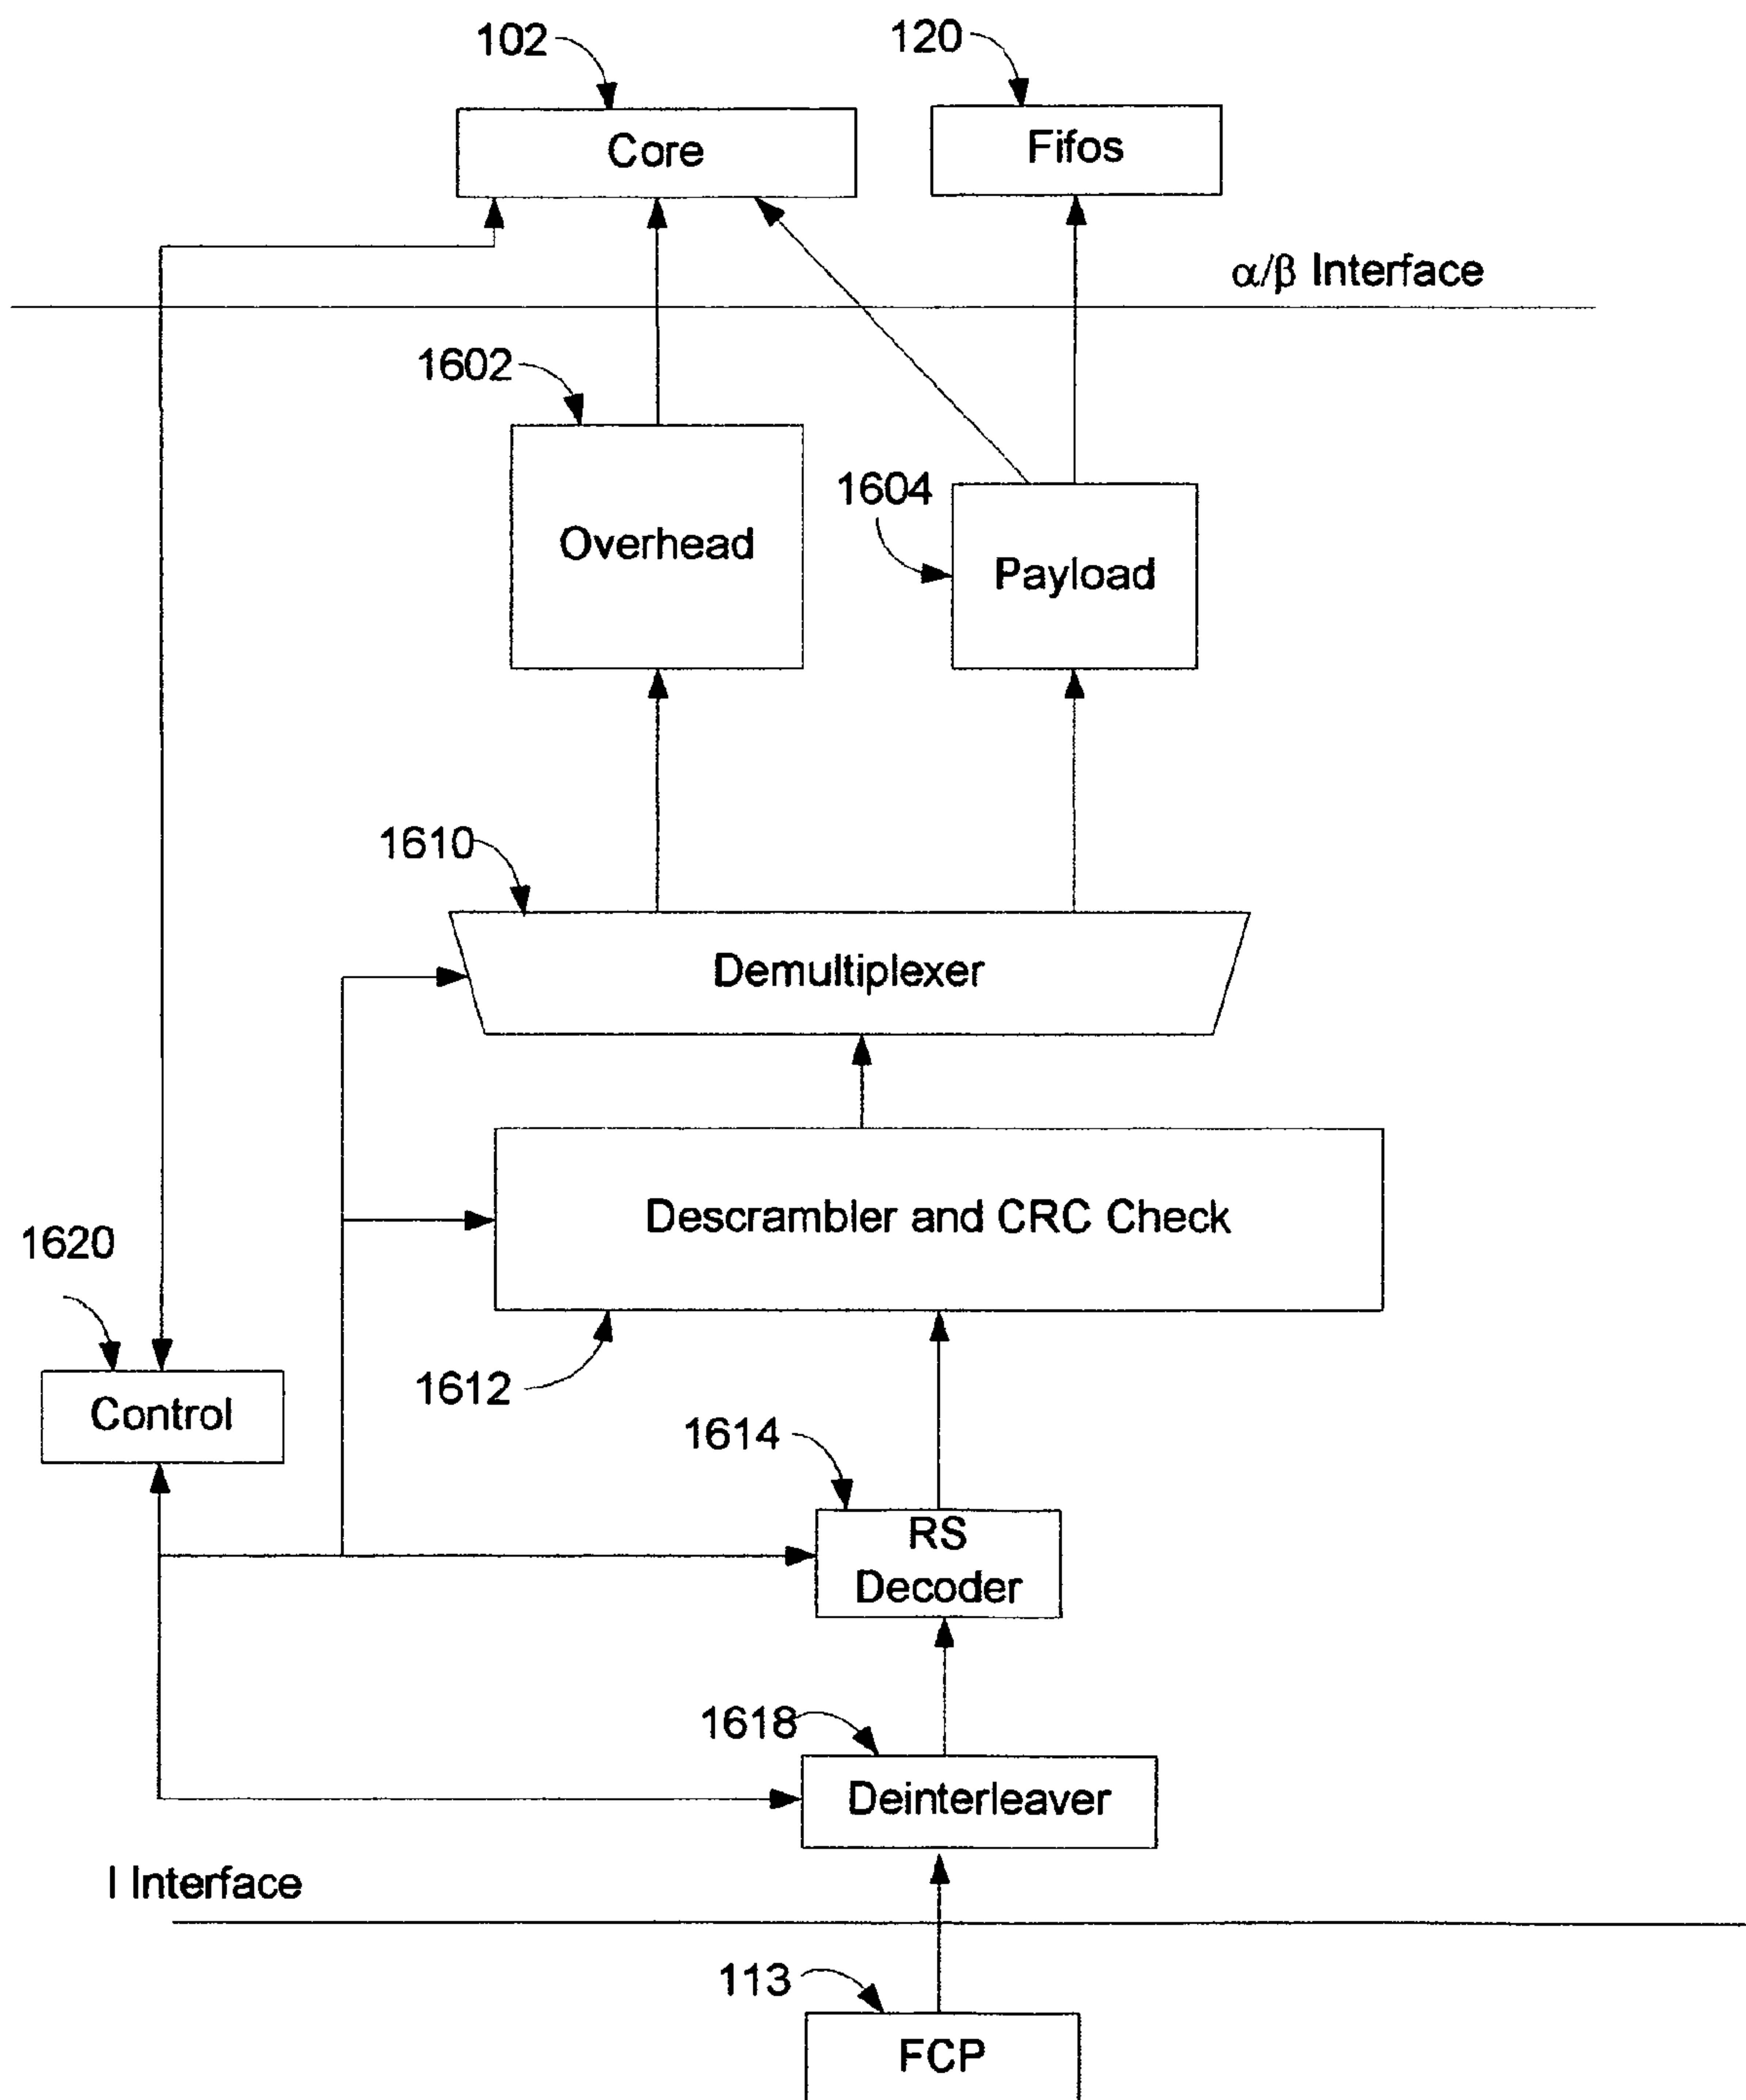 102
120
Core
Fifos
α/β Interface
1602
1604
Overhead
Payload
1610
Demultiplexer
Descrambler and CRC Check
1620
1612
Control
1614
RS
Decoder
1618
Deinterleaver
I Interface
113
FCP